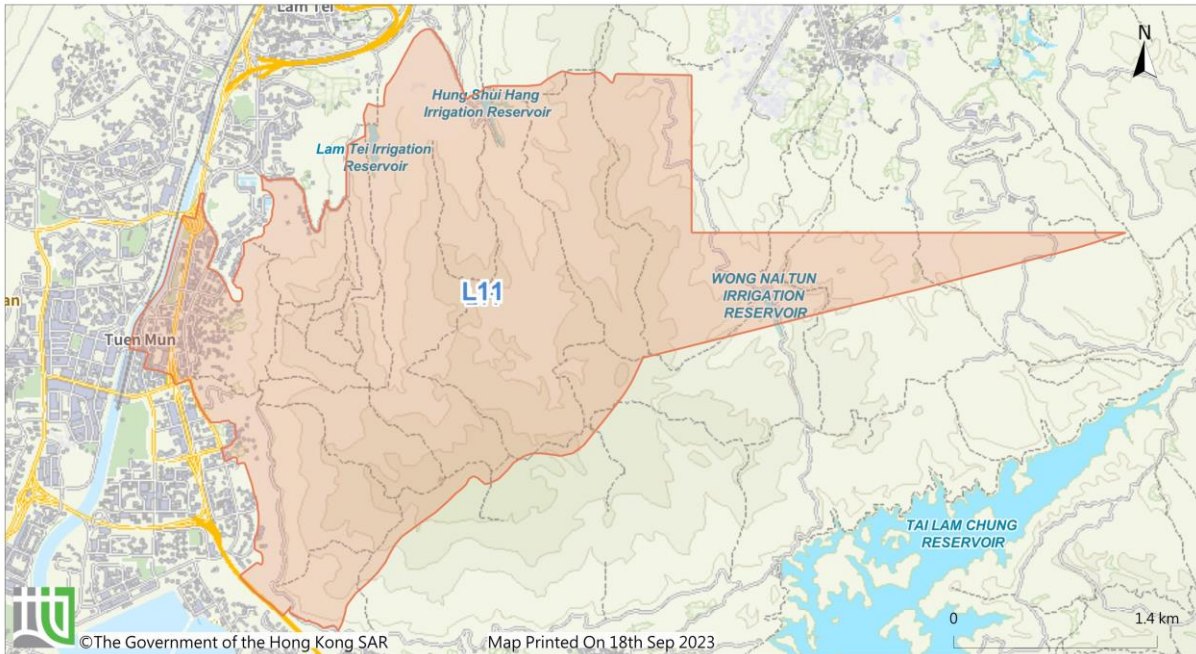 Lam Tei
N
Hung Shui Hang
Irrigation Reservoir
Lam Tei Irrigation
Reservoir
L11
WONG NAI TUN
IRRIGATION
RESERVOIR
an
Tuen Mun
TAI LAM CHUNG
RESERVOIR
0 1.4 km
©The Government of the Hong Kong SAR Map Printed On 18th Sep 2023